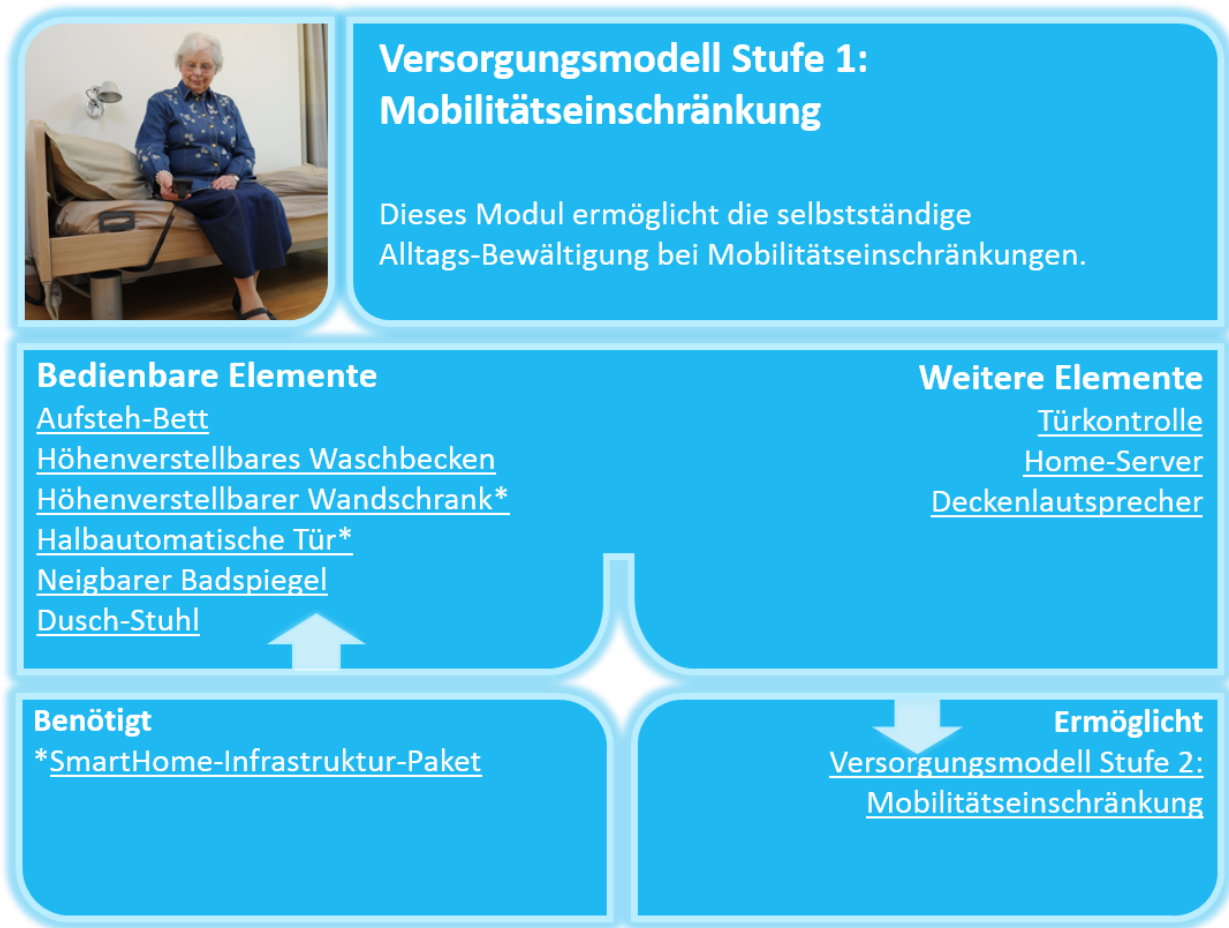 Versorgungsmodell Stufe 1:
Mobilitätseinschränkung
Dieses Modul ermöglicht die selbstständige
Alltags-Bewältigung bei Mobilitätseinschränkungen.
Bedienbare Elemente
Aufsteh-Bett
Höhenverstellbares Waschbecken
Höhenverstellbarer Wandschrank*
Halbautomatische Tür*
Neigbarer Badspiegel
Dusch-Stuhl
Weitere Elemente
Türkontrolle
Home-Server
Deckenlautsprecher
Benötigt
*SmartHome-Infrastruktur-Paket
Ermöglicht
Versorgungsmodell Stufe 2:
Mobilitätseinschränkung